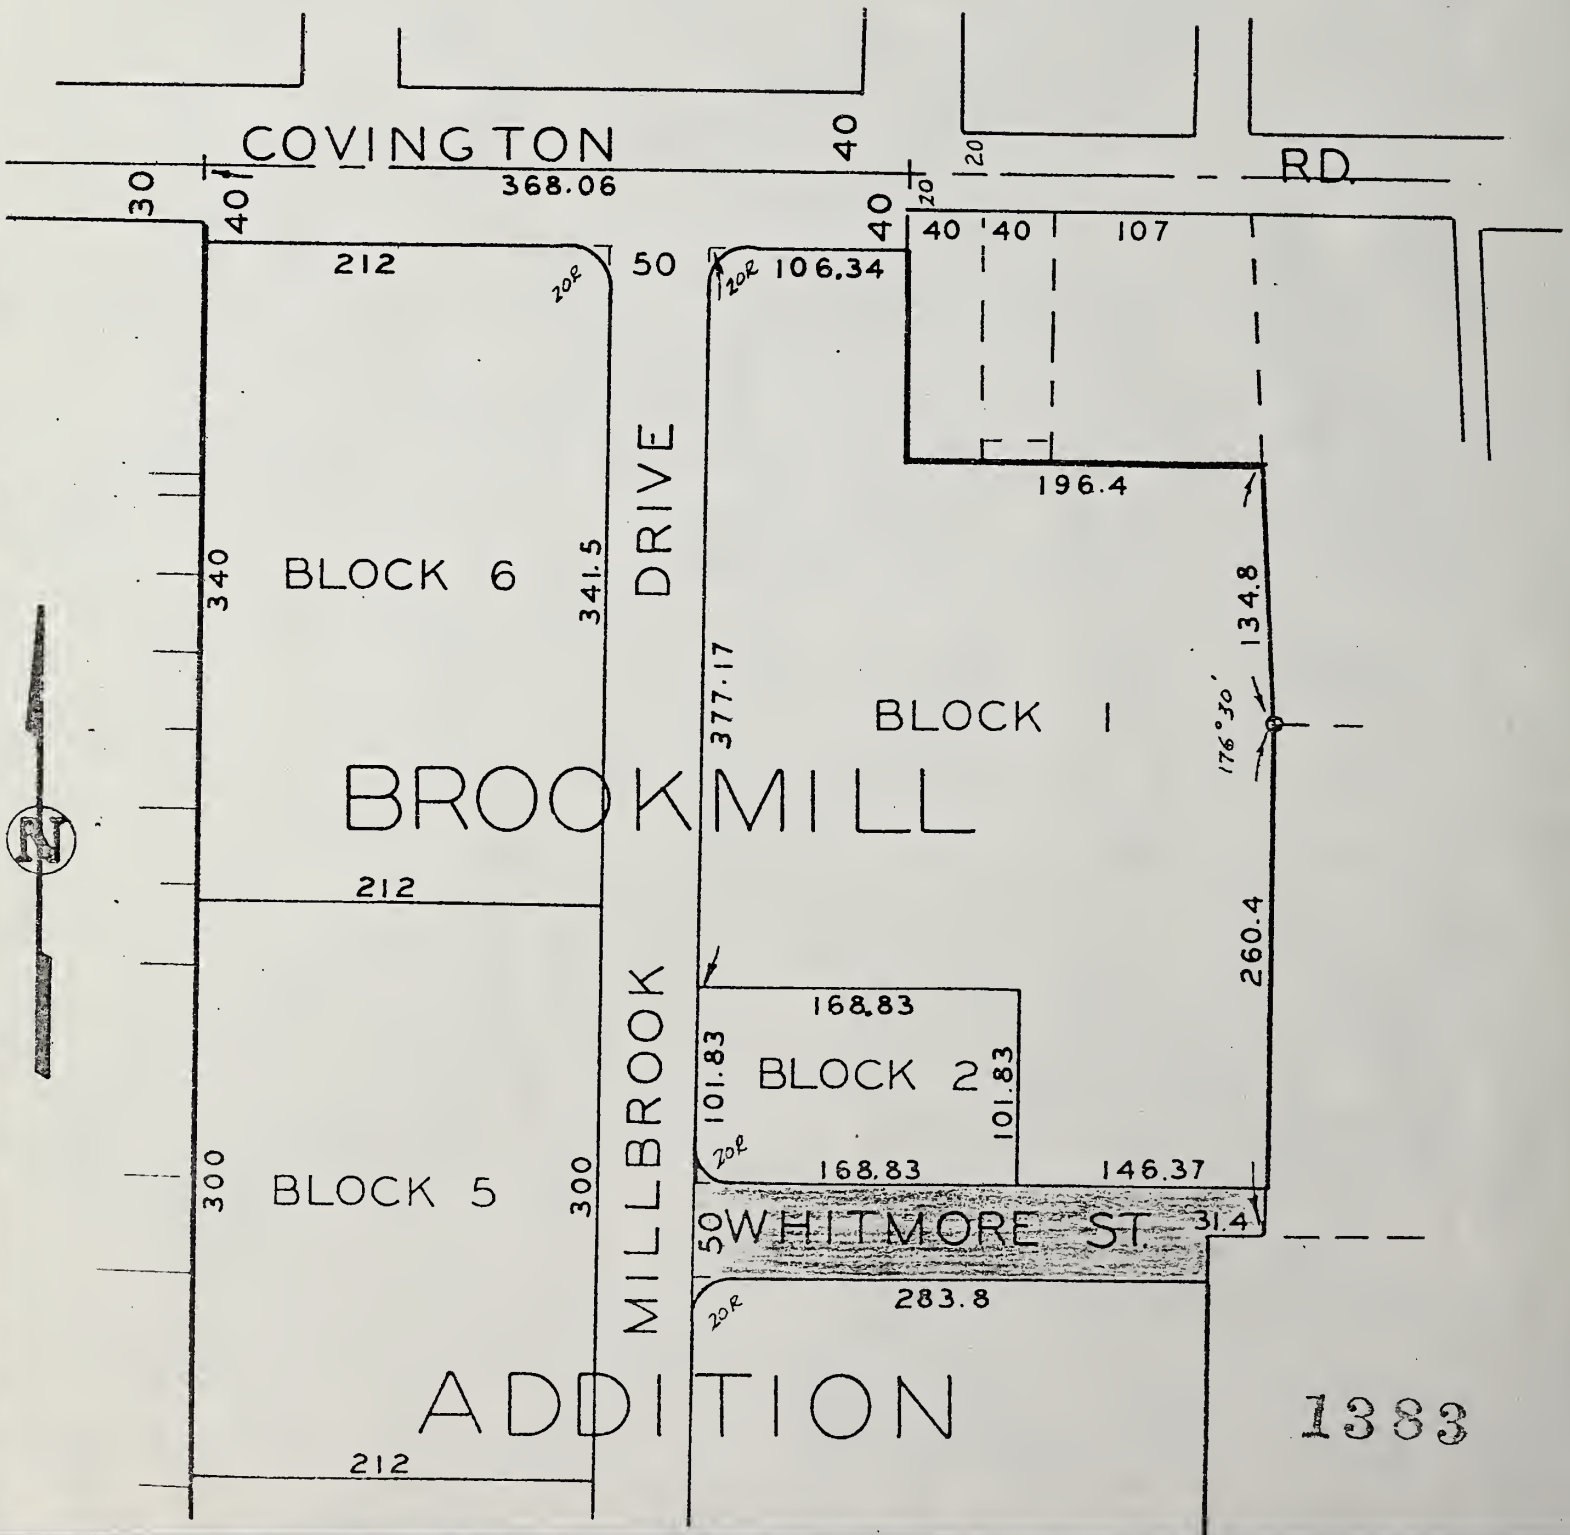 COVINGTON RD.
40
20
30
40
368.06
40
20
40 40 107
212
20R
50
20R
106.34
196.4
DRIVE
340
BLOCK 6
341.5
377.17
BLOCK 1
134.8
176°30'
BROOKMILL
N
212
260.4
168.83
101.83
BLOCK 2
101.83
MILLBROOK
20R
168.83
146.37
300
BLOCK 5
300
50
WHITMORE ST.
31.4
283.8
20R
ADDITION
212
1383